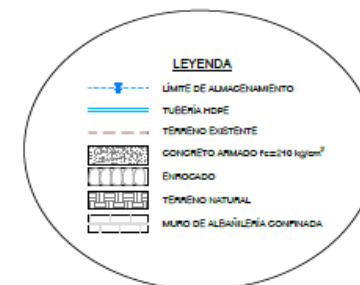 LEYENDA
LÍMITE DE ALMACENAMIENTO
TUBERÍA HDPE
TERRENO EXISTENTE
CONCRETO ARMADO f'c=210 kg/cm²
ENROCADO
TERRENO NATURAL
MURO DE ALBAÑILERÍA CONFINADA